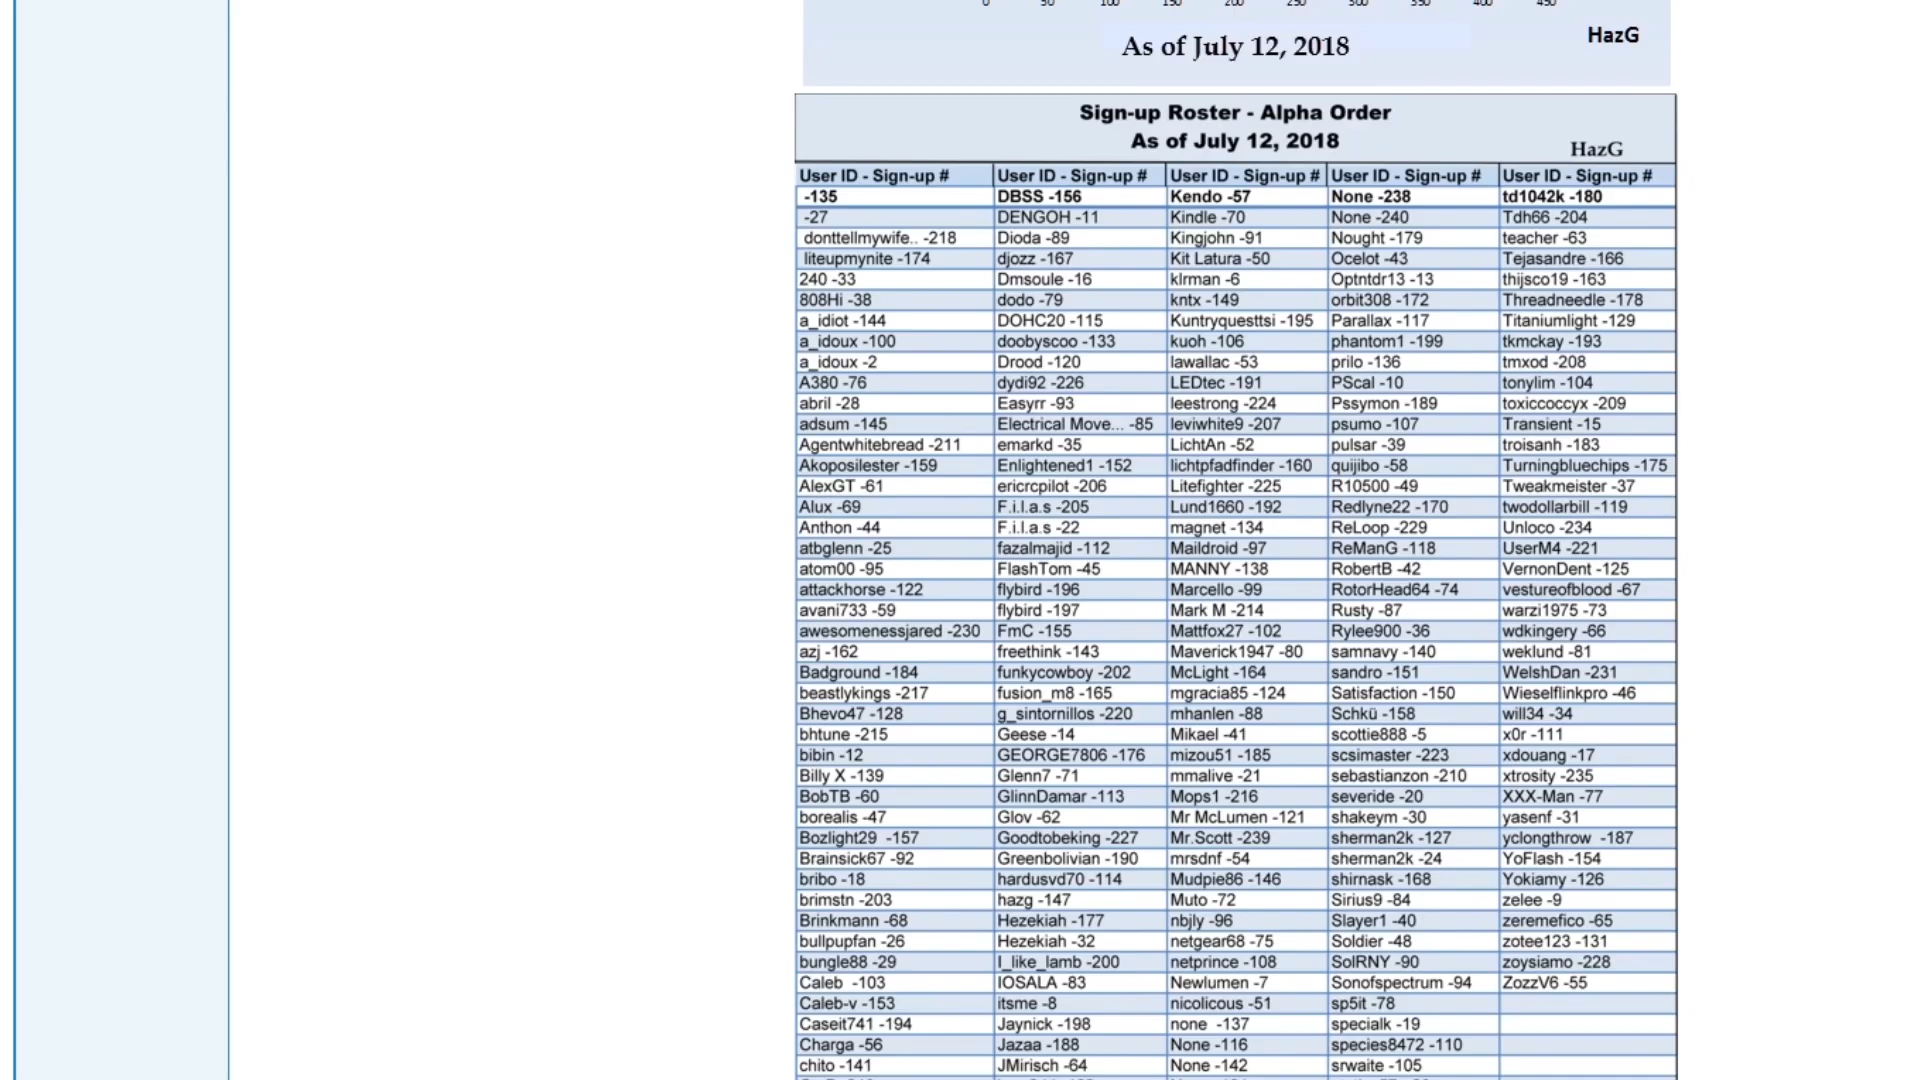 0 50 100 150 200 250 300 350 400 450
HazG
As of July 12, 2018
Sign-up Roster - Alpha Order
As of July 12, 2018
HazG
User ID - Sign-up # User ID - Sign-up # User ID - Sign-up # User ID - Sign-up # User ID - Sign-up #
-135 DBSS -156 Kendo -57 None -238 td1042k -180
-27 DENGOH -11 Kindle -70 None -240 Tdh66 -204
donttellmywife.. -218 Dioda -89 Kingjohn -91 Nought -179 teacher -63
liteupmynite -174 djozz -167 Kit Latura -50 Ocelot -43 Tejasandre -166
240 -33 Dmsoule -16 klrman -6 Optntdr13 -13 thijsco19 -163
808Hi -38 dodo -79 kntx -149 orbit308 -172 Threadneedle -178
a_idiot -144 DOHC20 -115 Kuntryquesttsi -195 Parallax -117 Titaniumlight -129
a_idoux -100 doobyscoo -133 kuoh -106 phantom1 -199 tkmckay -193
a_idoux -2 Drood -120 lawallac -53 prilo -136 tmxod -208
A380 -76 dydi92 -226 LEDtec -191 PScal -10 tonylim -104
abril -28 Easyrr -93 leestrong -224 Pssymon -189 toxiccoccyx -209
adsum -145 Electrical Move... -85 leviwhite9 -207 psumo -107 Transient -15
Agentwhitebread -211 emarkd -35 LichtAn -52 pulsar -39 troisanh -183
Akoposilester -159 Enlightened1 -152 lichtpfadfinder -160 quijibo -58 Turningbluechips -175
AlexGT -61 ericrcpilot -206 Litefighter -225 R10500 -49 Tweakmeister -37
Alux -69 F.i.l.a.s -205 Lund1660 -192 Redlyne22 -170 twodollarbill -119
Anthon -44 F.i.l.a.s -22 magnet -134 ReLoop -229 Unloco -234
atbglenn -25 fazalmajid -112 Maildroid -97 ReManG -118 UserM4 -221
atom00 -95 FlashTom -45 MANNY -138 RobertB -42 VernonDent -125
attackhorse -122 flybird -196 Marcello -99 RotorHead64 -74 vestureofblood -67
avani733 -59 flybird -197 Mark M -214 Rusty -87 warzi1975 -73
awesomenessjared -230 FmC -155 Mattfox27 -102 Rylee900 -36 wdkingery -66
azj -162 freethink -143 Maverick1947 -80 samnavy -140 weklund -81
Badground -184 funkycowboy -202 McLight -164 sandro -151 WelshDan -231
beastlykings -217 fusion_m8 -165 mgracia85 -124 Satisfaction -150 Wieselflinkpro -46
Bhevo47 -128 g_sintornillos -220 mhanlen -88 Schkü -158 will34 -34
bhtune -215 Geese -14 Mikael -41 scottie888 -5 x0r -111
bibin -12 GEORGE7806 -176 mizou51 -185 scsimaster -223 xdouang -17
Billy X -139 Glenn7 -71 mmalive -21 sebastianzon -210 xtrosity -235
BobTB -60 GlinnDamar -113 Mops1 -216 severide -20 XXX-Man -77
borealis -47 Glov -62 Mr McLumen -121 shakeym -30 yasenf -31
Bozlight29 -157 Goodtobeking -227 Mr.Scott -239 sherman2k -127 yclongthrow -187
Brainsick67 -92 Greenbolivian -190 mrsdnf -54 sherman2k -24 YoFlash -154
bribo -18 hardusvd70 -114 Mudpie86 -146 shirnask -168 Yokiamy -126
brimstn -203 hazg -147 Muto -72 Sirius9 -84 zelee -9
Brinkmann -68 Hezekiah -177 nbjly -96 Slayer1 -40 zeremefico -65
bullpupfan -26 Hezekiah -32 netgear68 -75 Soldier -48 zotee123 -131
bungle88 -29 I_like_lamb -200 netprince -108 SolRNY -90 zoysiamo -228
Caleb -103 IOSALA -83 Newlumen -7 Sonofspectrum -94 ZozzV6 -55
Caleb-v -153 itsme -8 nicolicous -51 sp5it -78
Caseit741 -194 Jaynick -198 none -137 specialk -19
Charga -56 Jazaa -188 None -116 species8472 -110
chito -141 JMirisch -64 None -142 srwaite -105